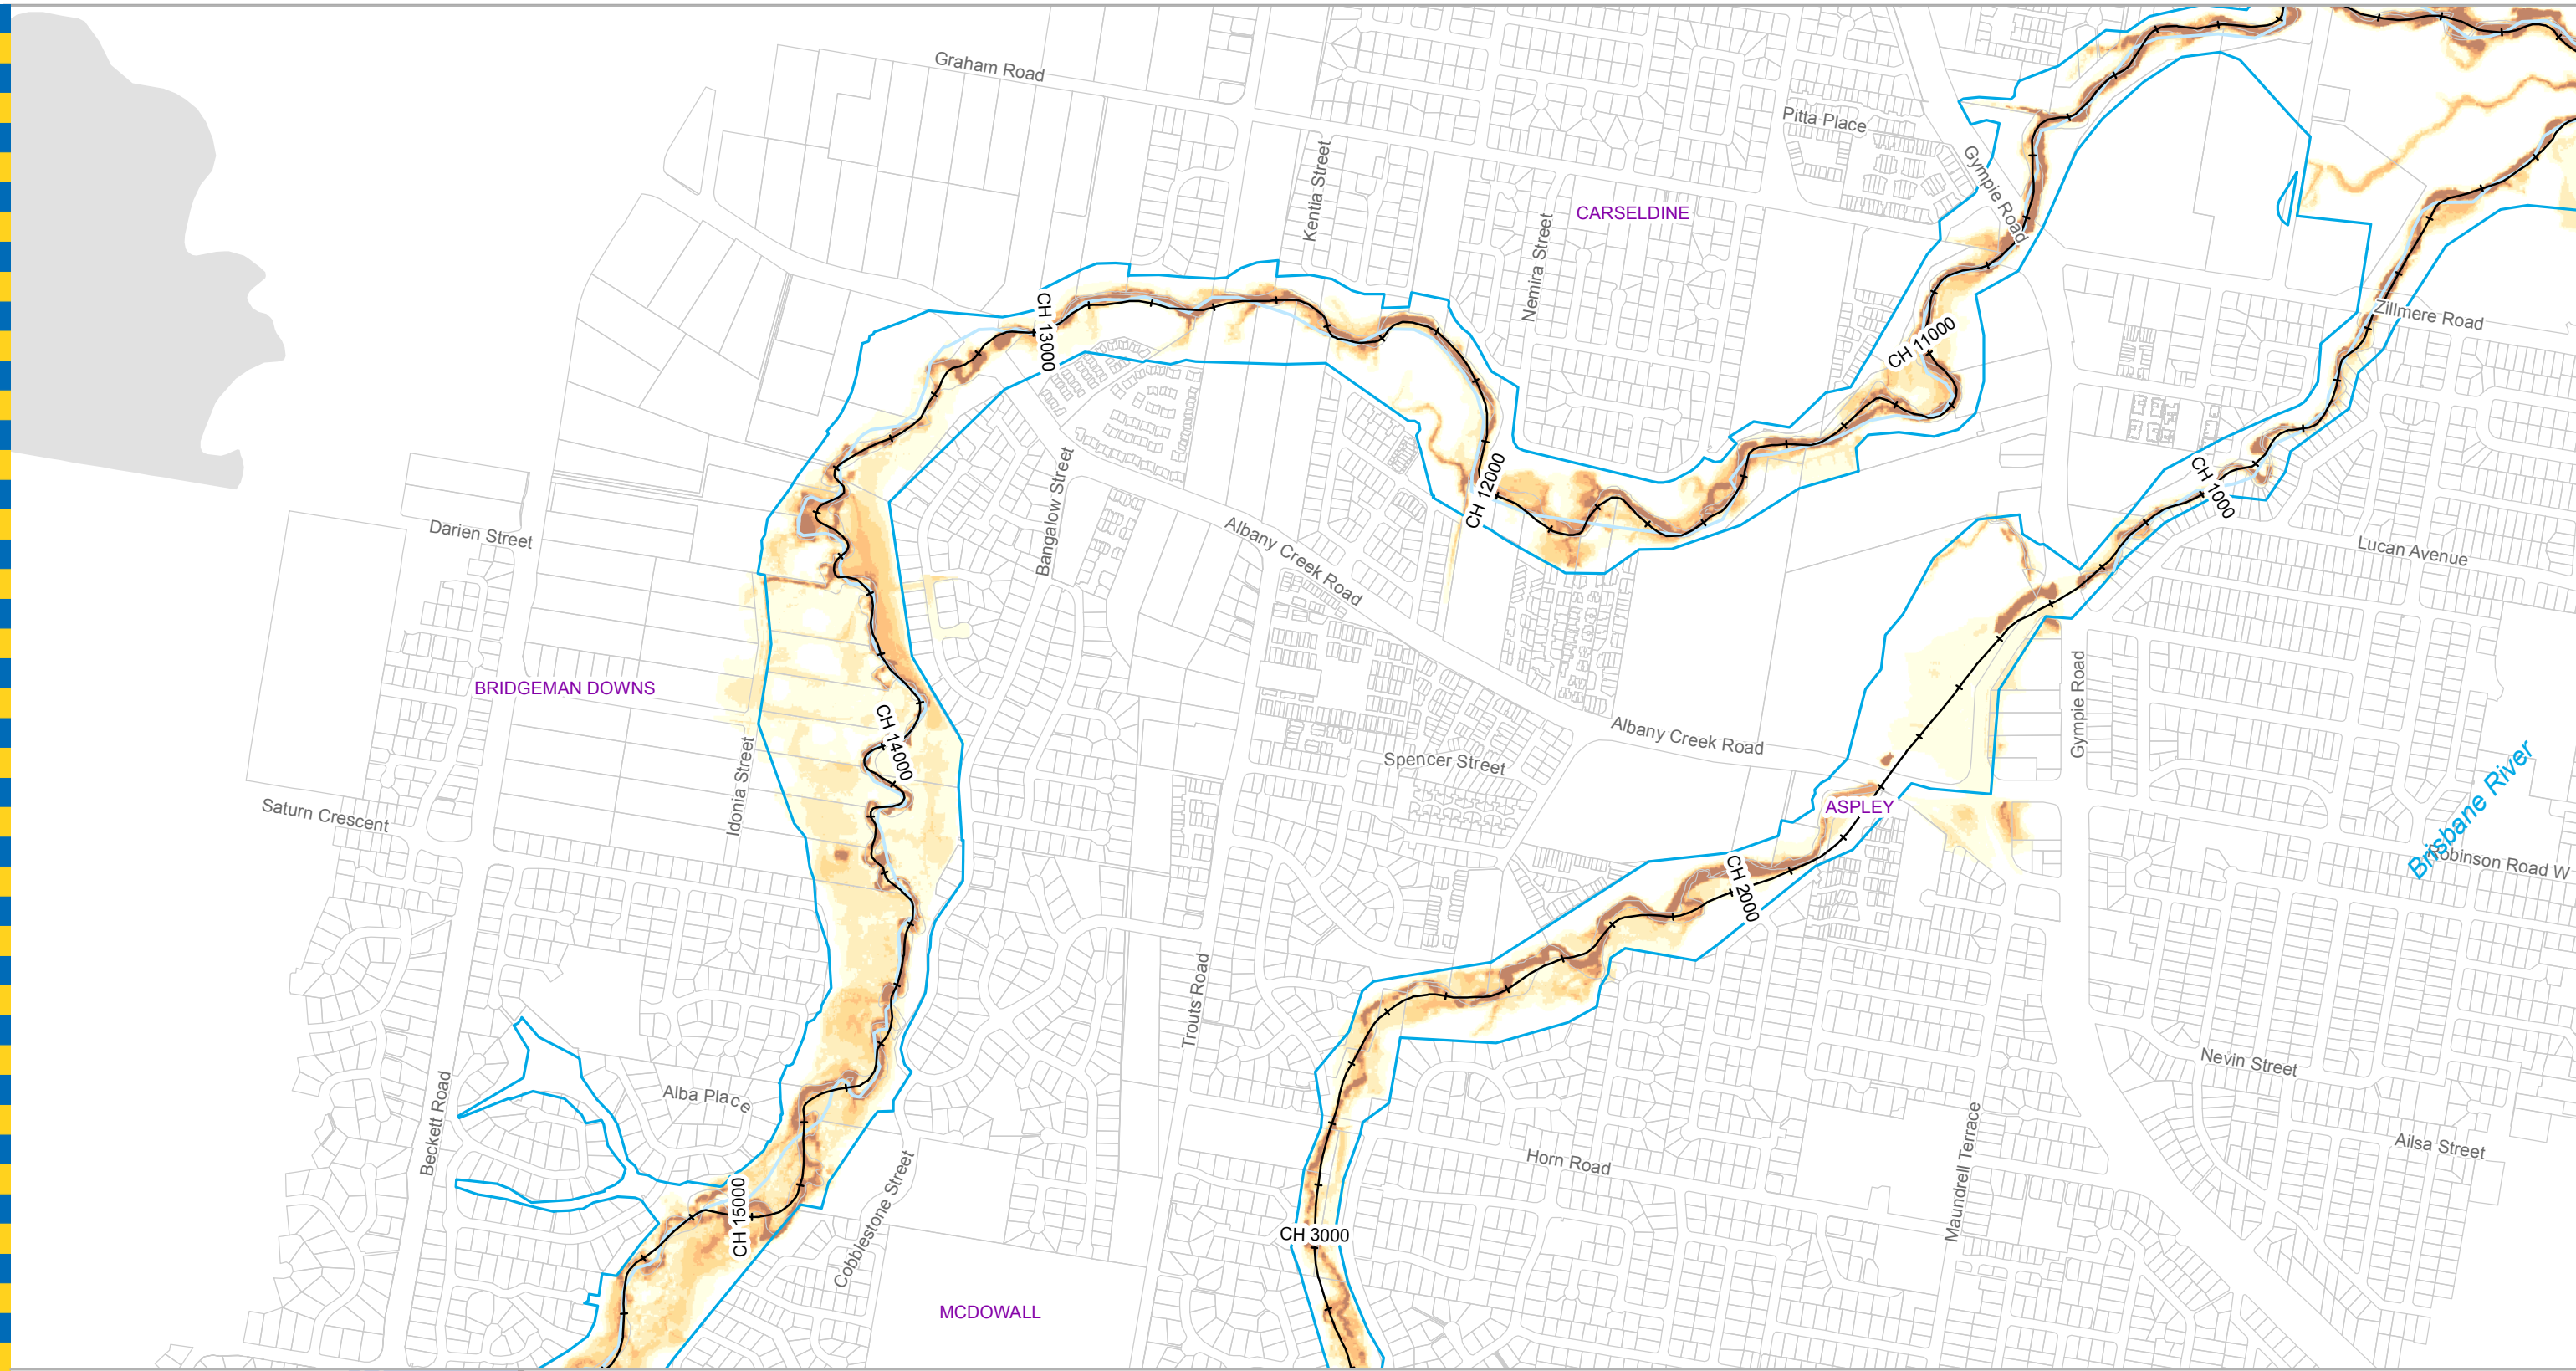 Graham Road
Pitta Place
Gympie Road
Kentia Street
CARSELDINE
Nemira Street
CH 13000
Zillmere Road
CH 11000
Bangalow Street
CH 12000
CH 1000
Darien Street
Albany Creek Road
Lucan Avenue
BRIDGEMAN DOWNS
Gympie Road
CH 14000
Albany Creek Road
Spencer Street
Idonia Street
Saturn Crescent
ASPLEY
Brisbane River
Robinson Road W
CH 2000
Trouts Road
Nevin Street
Beckett Road
Alba Place
Maundrell Terrace
Ailsa Street
Horn Road
CH 15000
Cobblestone Street
CH 3000
MCDOWALL